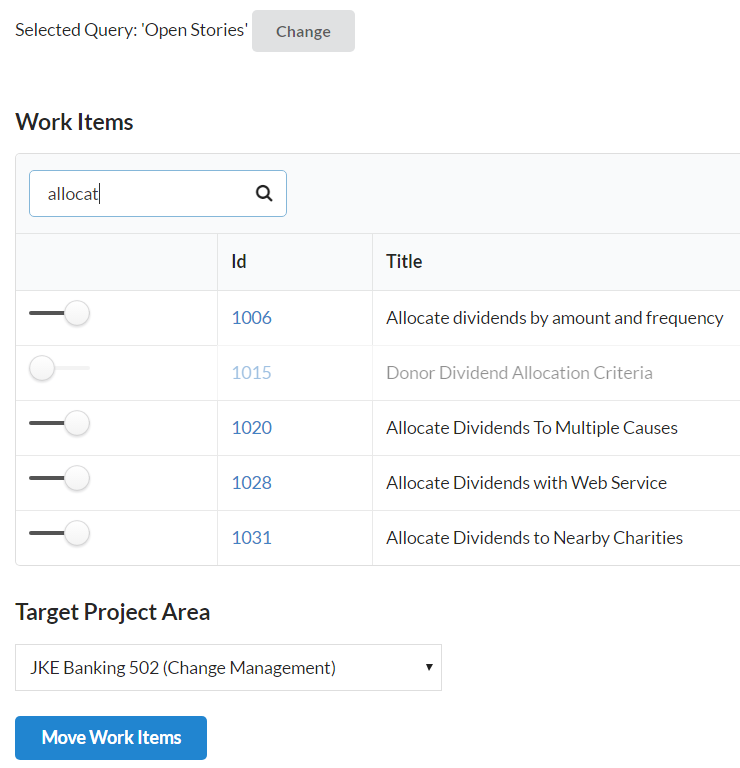 Selected Query: 'Open Stories' Change
Work Items
allocat
Id Title
1006 Allocate dividends by amount and frequency
1015 Donor Dividend Allocation Criteria
1020 Allocate Dividends To Multiple Causes
1028 Allocate Dividends with Web Service
1031 Allocate Dividends to Nearby Charities
Target Project Area
JKE Banking 502 (Change Management)
Move Work Items